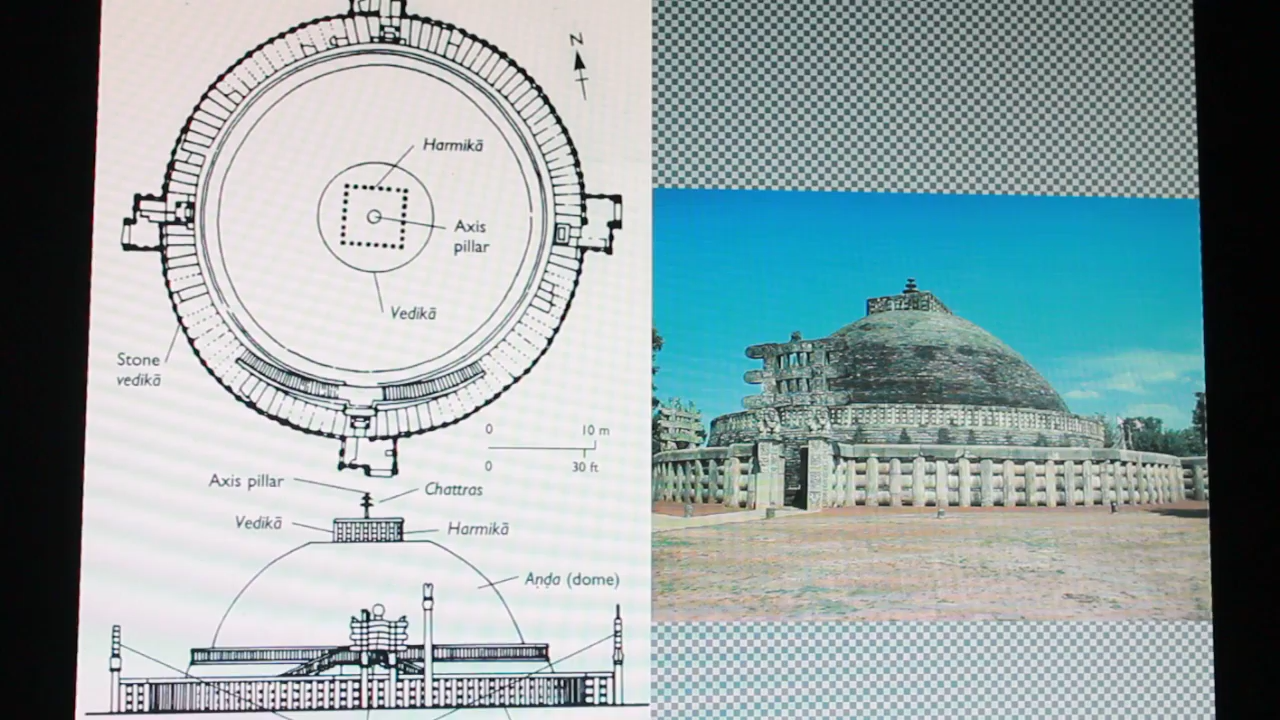 N
Harmikā
Axis
pillar
Vedikā
Stone
vedikā
0 10 m
0 30 ft
Axis pillar
Chattras
Vedikā
Harmikā
Aṇḍa (dome)